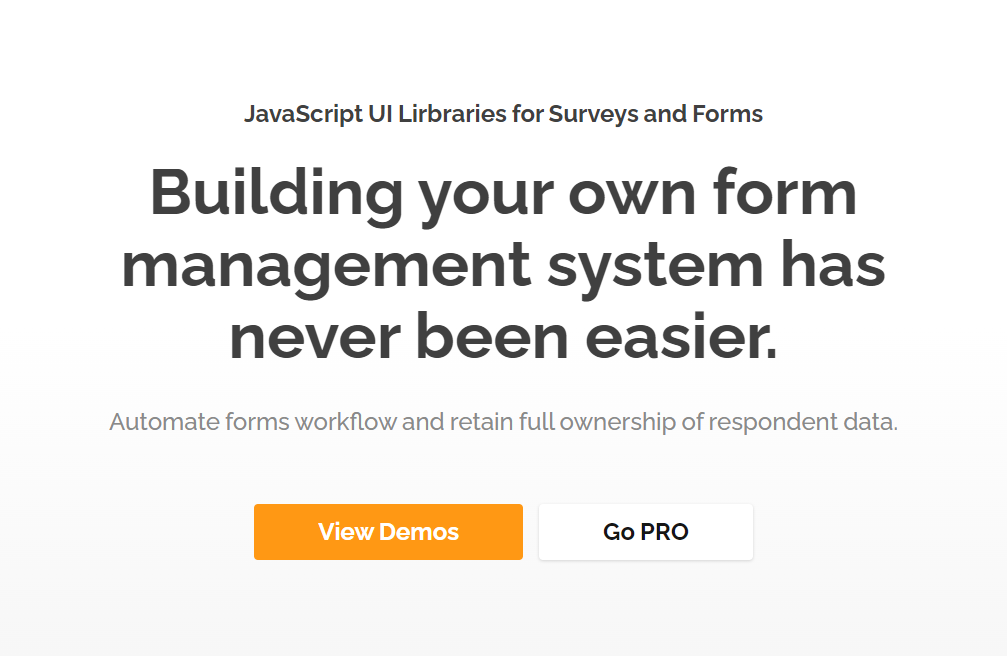 JavaScript UI Lirbraries for Surveys and Forms
Building your own form
management system has
never been easier.
Automate forms workflow and retain full ownership of respondent data.
View Demos
Go PRO